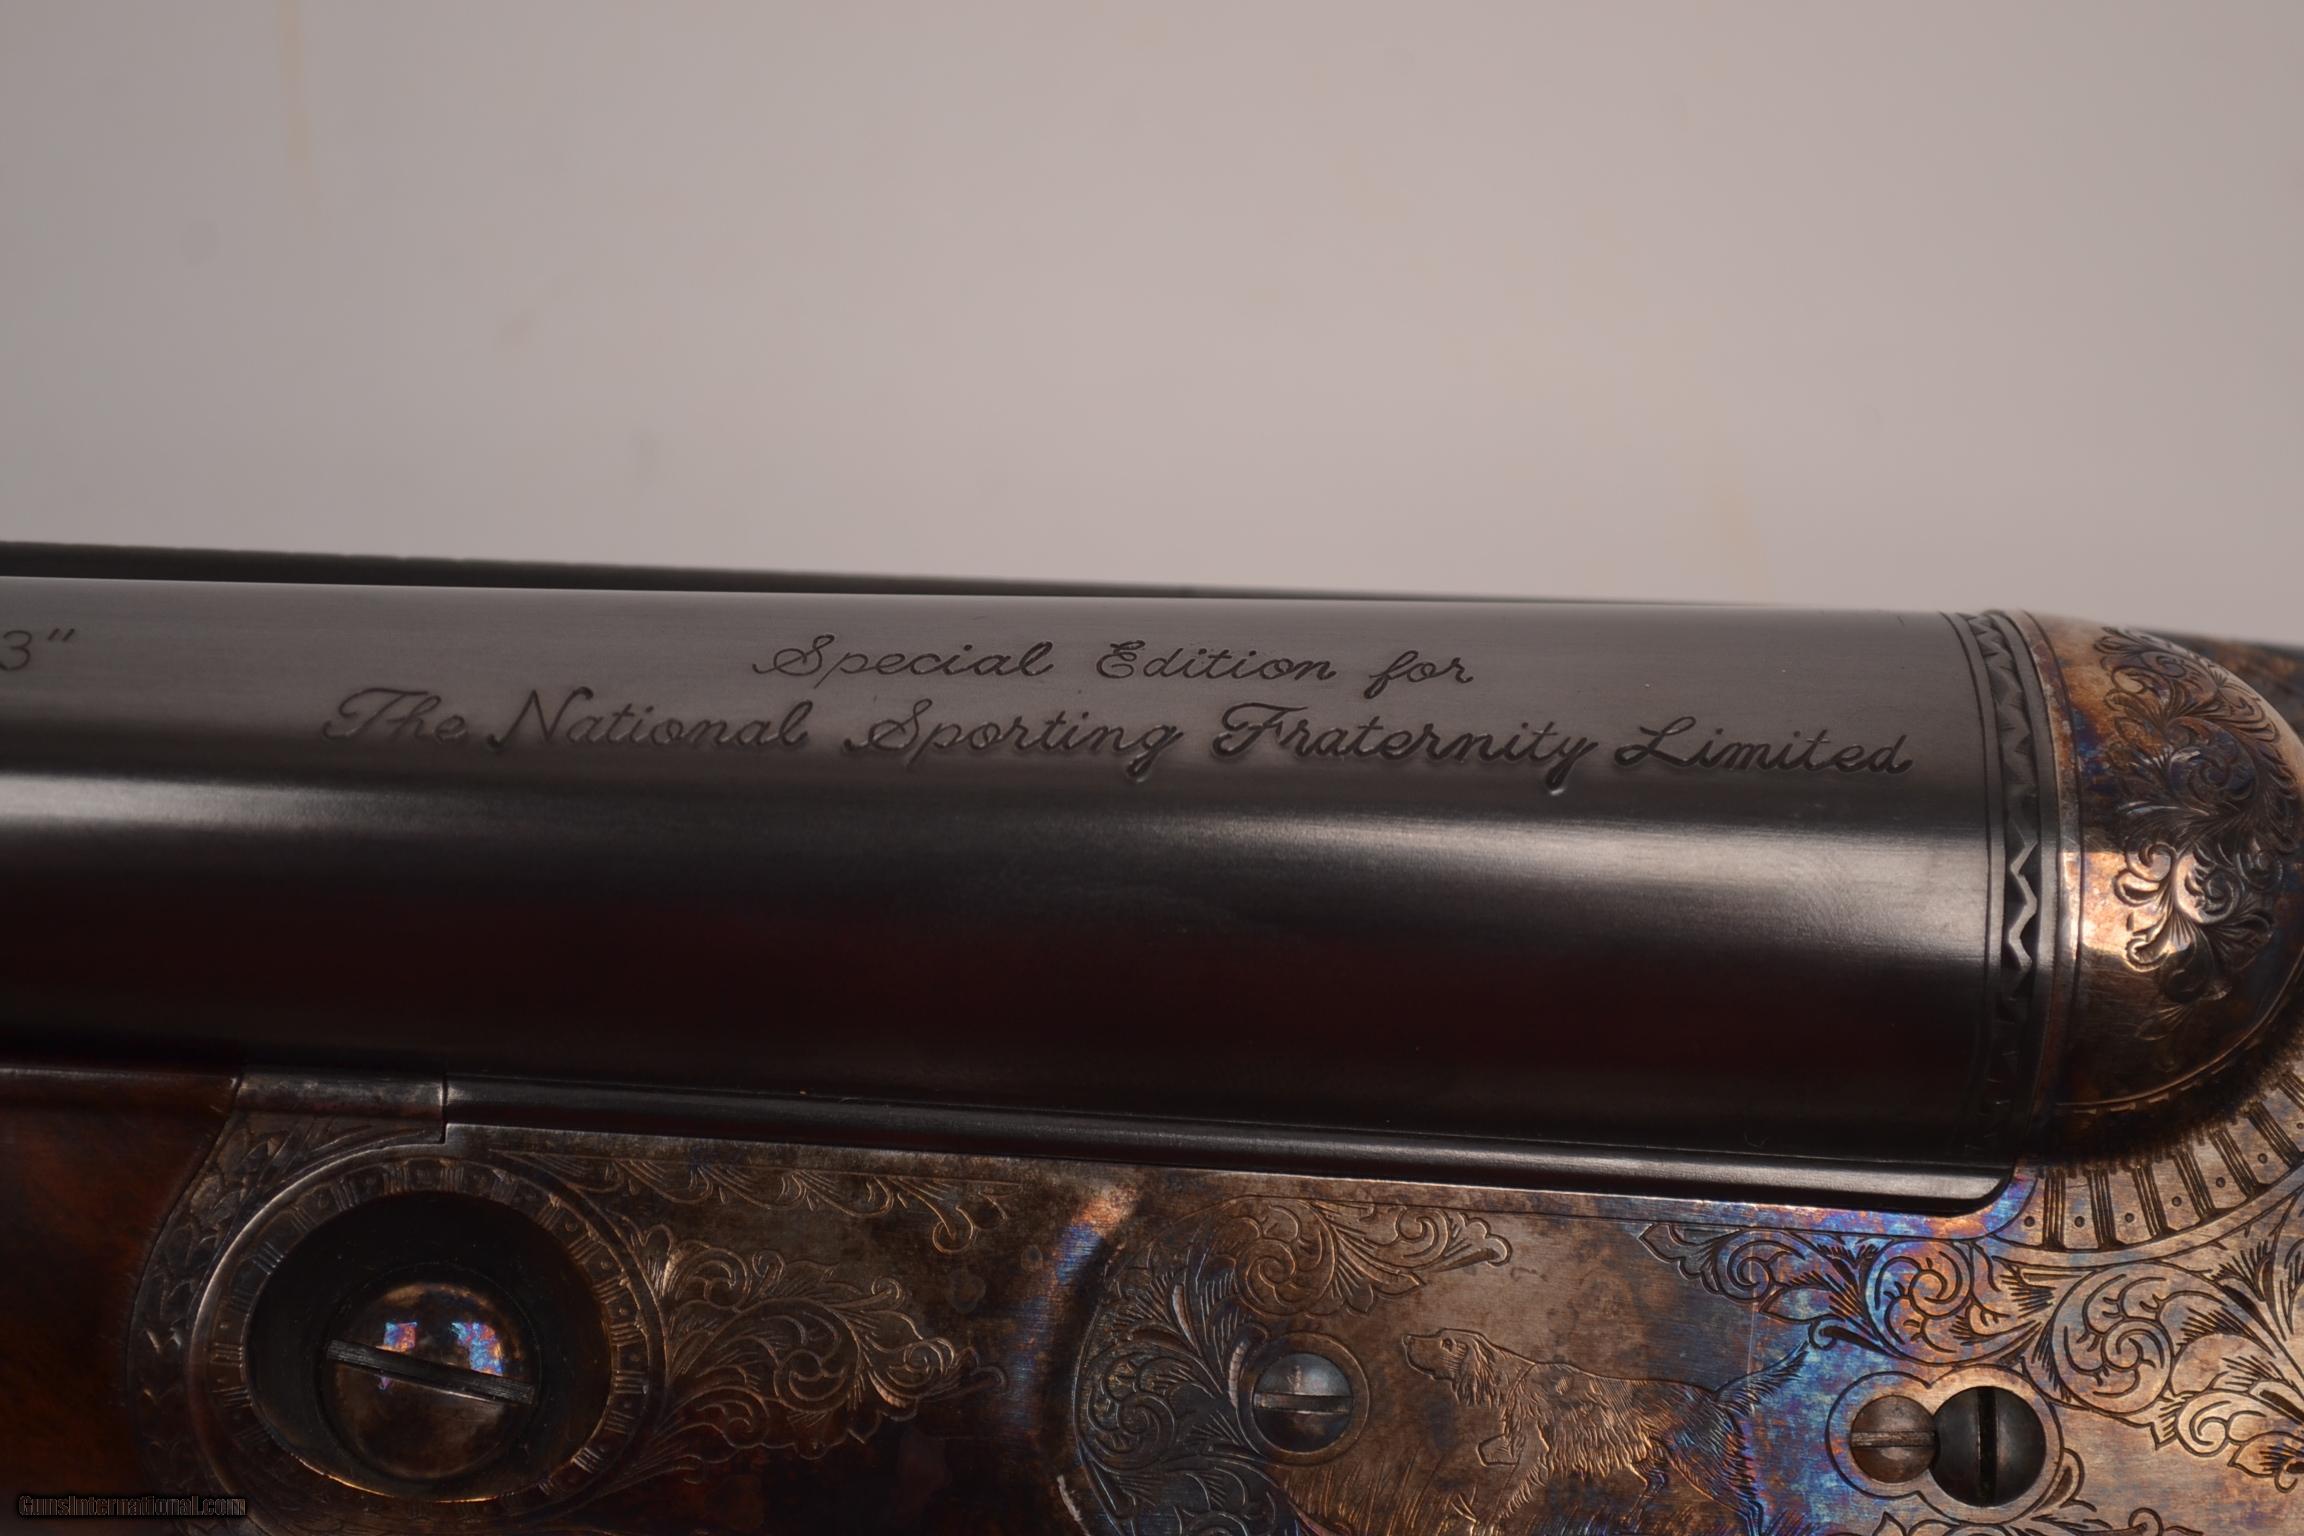 3"
Special Edition for
The National Sporting Fraternity Limited
GunsInternational.com